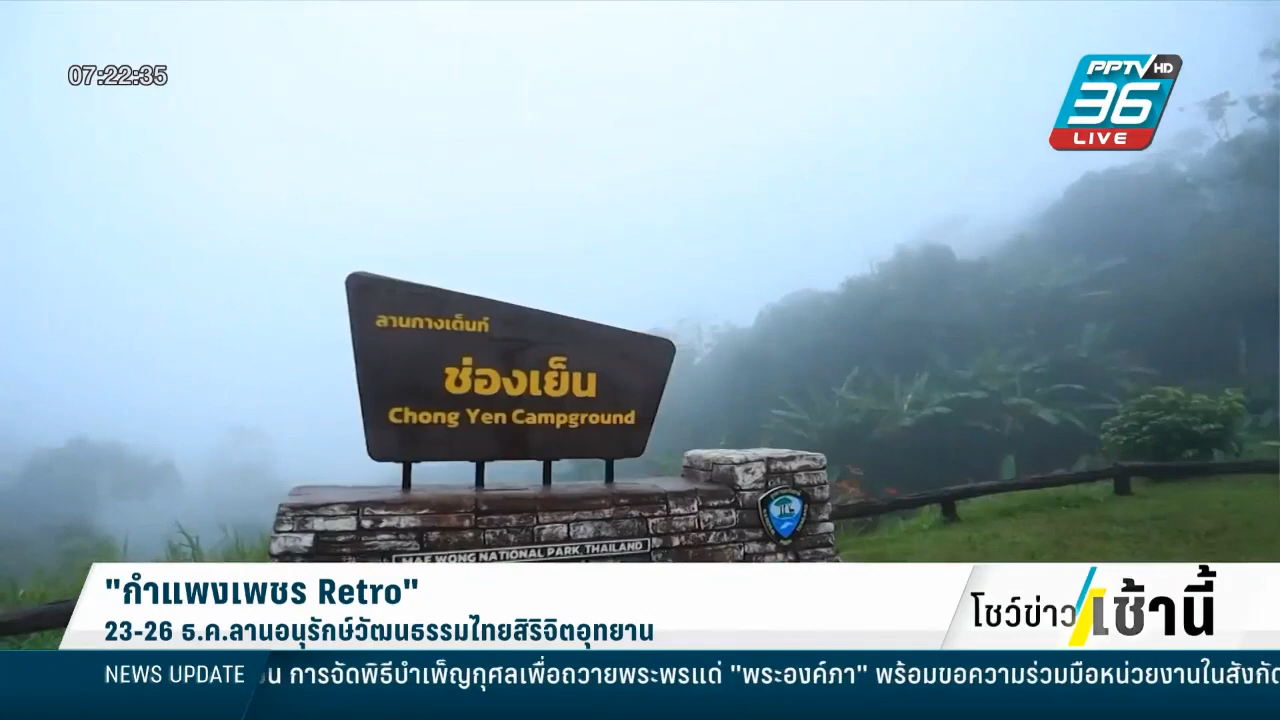 07:22:35
PPTV HD
36
LIVE
ลานกางเต็นท์
ช่องเย็น
Chong Yen Campground
MAE WONG NATIONAL PARK, THAILAND
"กำแพงเพชร Retro"
23-26 ธ.ค.ลานอนุรักษ์วัฒนธรรมไทยสิริจิตอุทยาน
โชว์ข่าว เช้านี้
NEWS UPDATE การจัดพิธีบำเพ็ญกุศลเพื่อถวายพระพรแด่ "พระองค์ภา" พร้อมขอความร่วมมือหน่วยงานในสังกัด